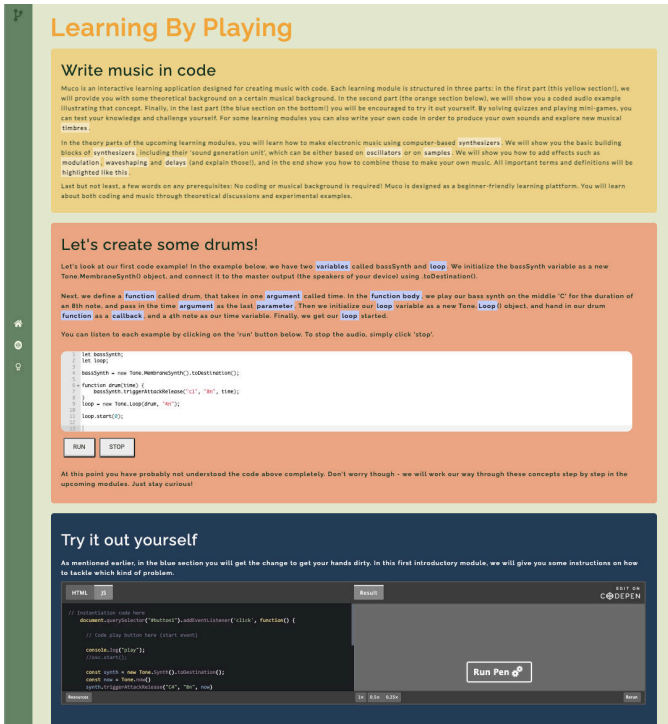 Learning By Playing
Write music in code
Muco is an interactive learning application designed for creating music with code. Each learning module is structured in three parts: in the first part (this yellow section!), we
will provide you with some theoretical background on a certain musical background. In the second part (the orange section below), we will show you a coded audio example
illustrating that concept. Finally, in the last part (the blue section on the bottom!) you will be encouraged to try it out yourself. By solving quizzes and playing mini-games, you
can test your knowledge and challenge yourself. For some learning modules you can also write your own code in order to produce your own sounds and explore new musical
timbres.
In the theory parts of the upcoming learning modules, you will learn how to make electronic music using computer-based synthesizers. We will show you the basic building
blocks of synthesizers, including their 'sound generation unit', which can be either based on oscillators or on samples. We will show you how to add effects such as
modulation, waveshaping and delays (and explain those!), and in the end show you how to combine those to make your own music. All important terms and definitions will be
highlighted like this.
Last but not least, a few words on any prerequisites: No coding or musical background is required! Muco is designed as a beginner-friendly learning plattform. You will learn
about both coding and music through theoretical discussions and experimental examples.
Let's create some drums!
Let's look at our first code example! In the example below, we have two variables called bassSynth and loop. We initialize the bassSynth variable as a new
Tone.MembraneSynth() object, and connect it to the master output (the speakers of your device) using .toDestination().
Next, we define a function called drum, that takes in one argument called time. In the function body, we play our bass synth on the middle 'C' for the duration of
an 8th note, and pass in the time argument as the last parameter. Then we initialize our loop variable as a new Tone.Loop() object, and hand in our drum
function as a callback, and a 4th note as our time variable. Finally, we get our loop started.
You can listen to each example by clicking on the 'run' button below. To stop the audio, simply click 'stop'.
1 let bassSynth;
2 let loop;
3
4 bassSynth = new Tone.MembraneSynth().toDestination();
5
6 function drum(time) {
7 bassSynth.triggerAttackRelease("c1", "8n", time);
8 }
9 loop = new Tone.Loop(drum, "4n");
10
11 loop.start(0);
12
13
RUN STOP
At this point you have probably not understood the code above completely. Don't worry though - we will work our way through these concepts step by step in the
upcoming modules. Just stay curious!
Try it out yourself
As mentioned earlier, in the blue section you will get the change to get your hands dirty. In this first introductory module, we will give you some instructions on how
to tackle which kind of problem.
HTML JS Result EDIT ON
CODEPEN
// Instantiation code here
document.querySelector("#button1").addEventListener('click', function() {
// Code play button here (start event)
console.log("play");
//osc.start();
const synth = new Tone.Synth().toDestination();
const now = Tone.now()
synth.triggerAttackRelease("C4", "8n", now)
Run Pen
Resources 1x 0.5x 0.25x Rerun